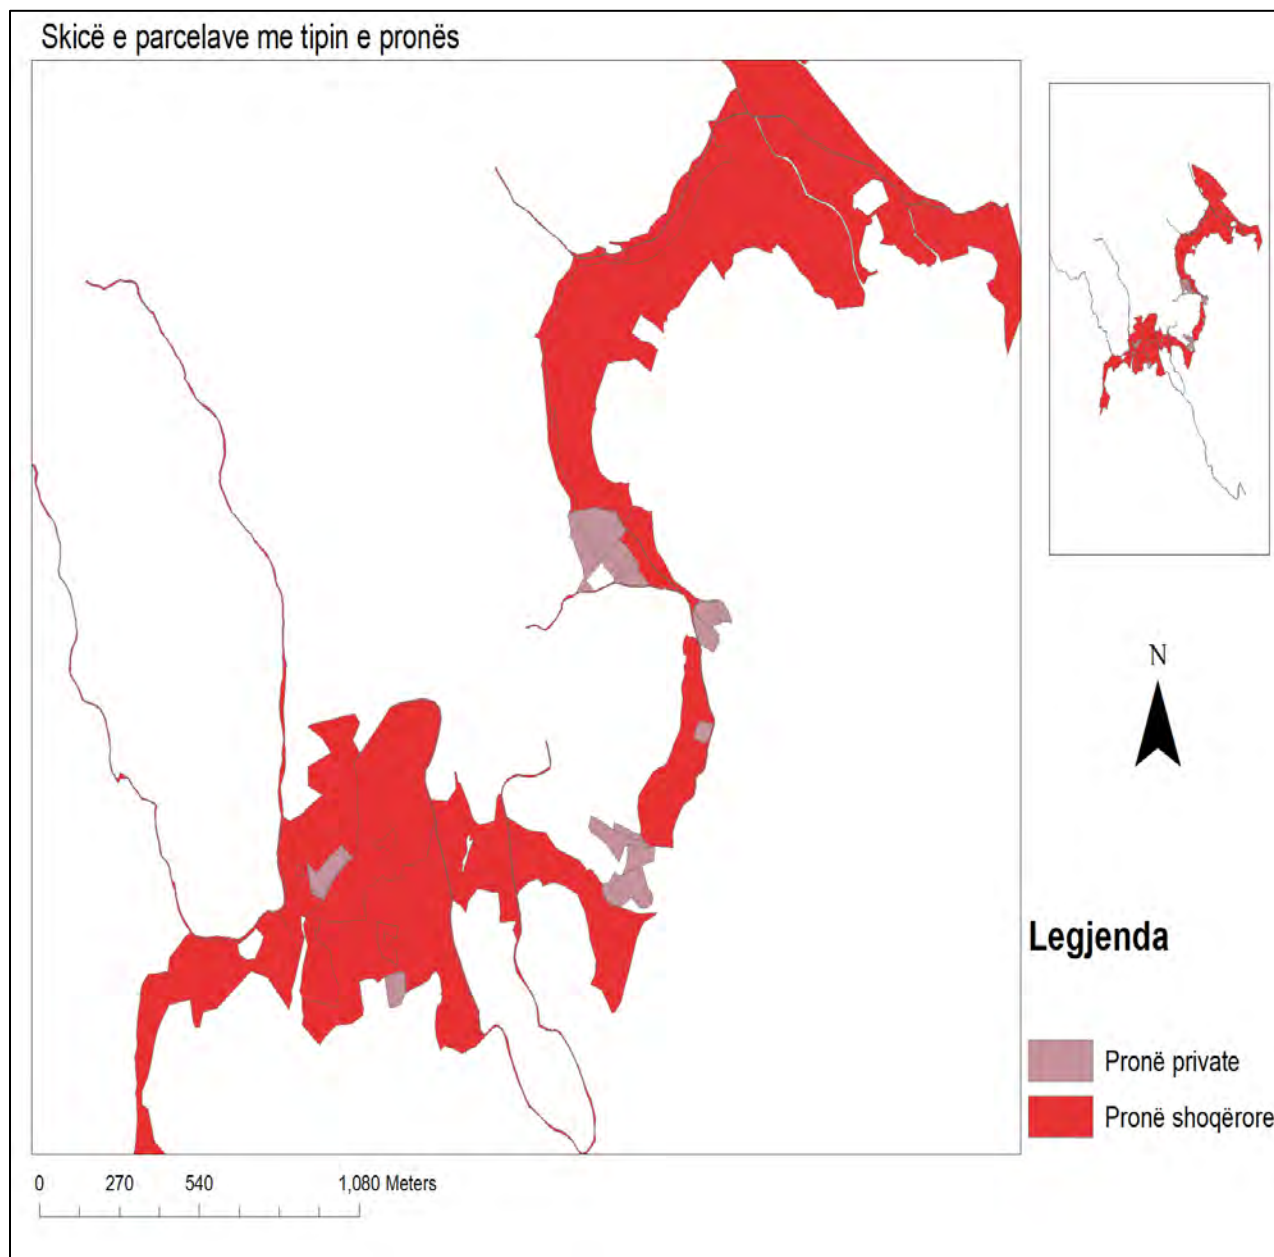 Skicë e parcelave me tipin e pronës
N
Legjenda
Pronë private
Pronë shoqërore
0 270 540 1,080 Meters